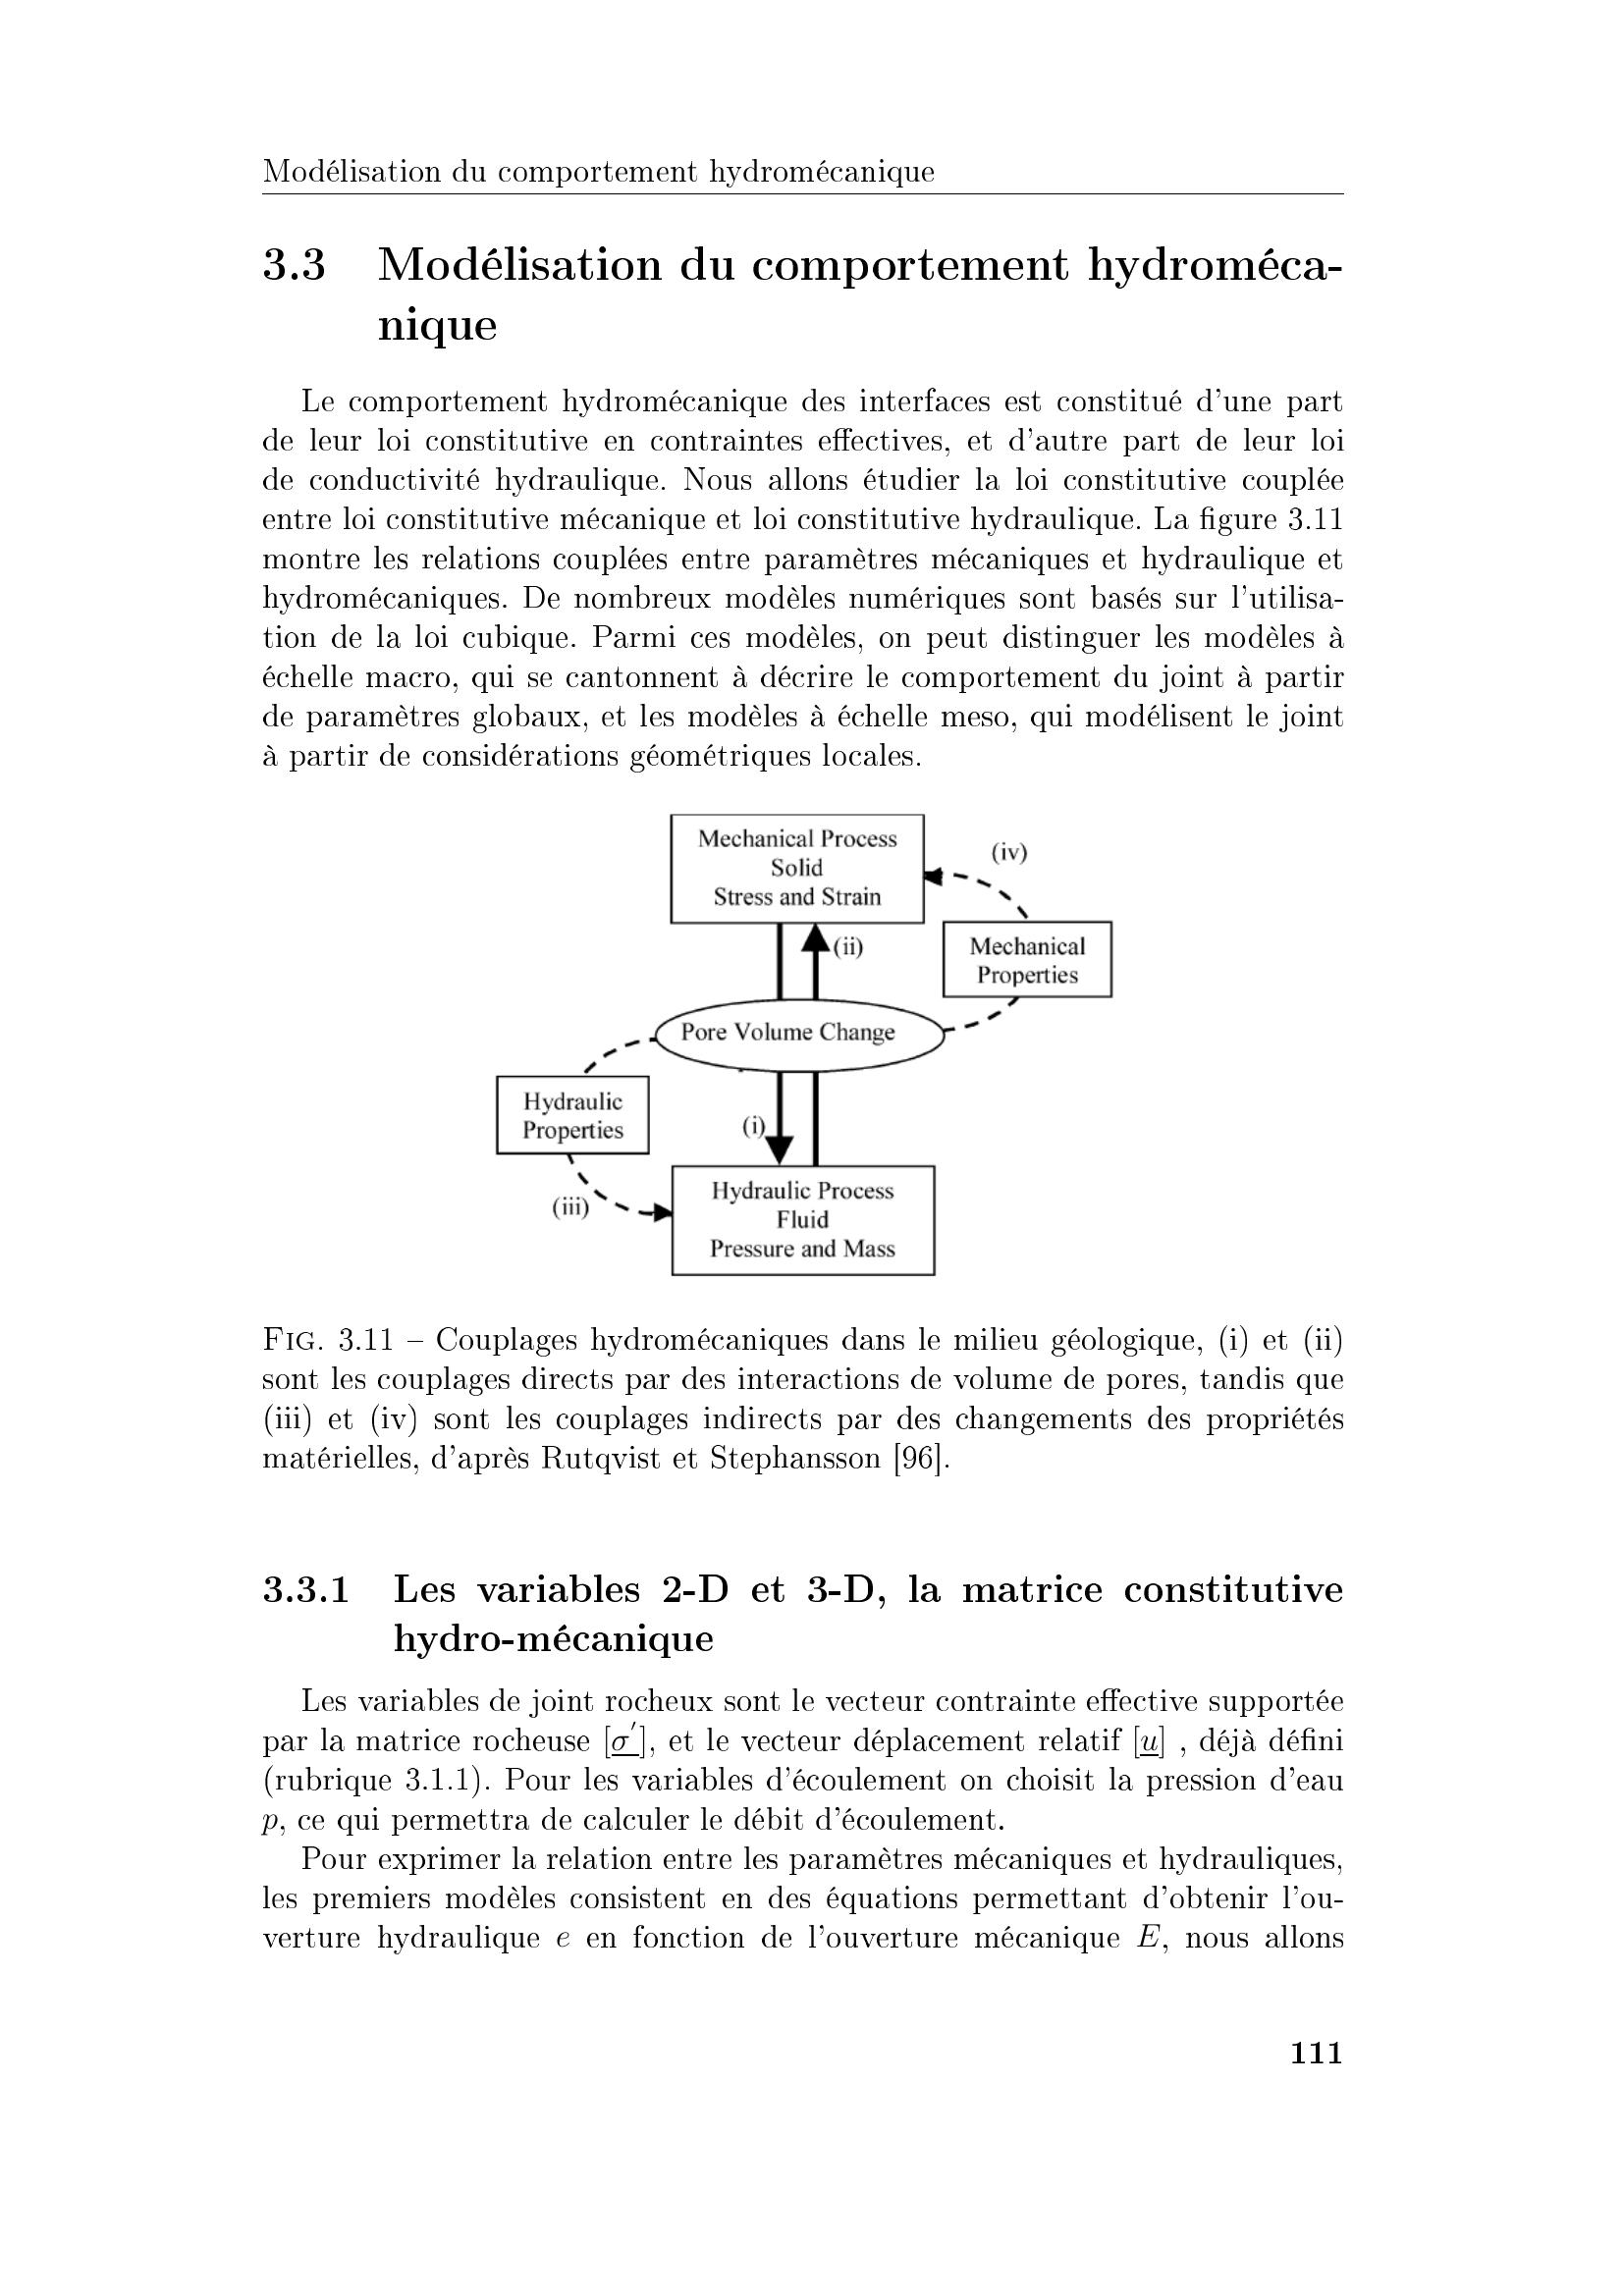 Modélisation du comportement hydromécanique
3.3 Modélisation du comportement hydroméca-
nique
Le comportement hydromécanique des interfaces est constitué d'une part
de leur loi constitutive en contraintes effectives, et d'autre part de leur loi
de conductivité hydraulique. Nous allons étudier la loi constitutive couplée
entre loi constitutive mécanique et loi constitutive hydraulique. La figure 3.11
montre les relations couplées entre paramètres mécaniques et hydraulique et
hydromécaniques. De nombreux modèles numériques sont basés sur l'utilisa-
tion de la loi cubique. Parmi ces modèles, on peut distinguer les modèles à
échelle macro, qui se cantonnent à décrire le comportement du joint à partir
de paramètres globaux, et les modèles à échelle meso, qui modélisent le joint
à partir de considérations géométriques locales.
Mechanical Process
Solid
Stress and Strain
(iv)
(ii)
Mechanical
Properties
Pore Volume Change
Hydraulic
Properties
(i)
(iii)
Hydraulic Process
Fluid
Pressure and Mass
FIG. 3.11 – Couplages hydromécaniques dans le milieu géologique, (i) et (ii)
sont les couplages directs par des interactions de volume de pores, tandis que
(iii) et (iv) sont les couplages indirects par des changements des propriétés
matérielles, d'après Rutqvist et Stephansson [96].
3.3.1 Les variables 2-D et 3-D, la matrice constitutive
hydro-mécanique
Les variables de joint rocheux sont le vecteur contrainte effective supportée
par la matrice rocheuse [σ'], et le vecteur déplacement relatif [u] , déjà défini
(rubrique 3.1.1). Pour les variables d'écoulement on choisit la pression d'eau
p, ce qui permettra de calculer le débit d'écoulement.
Pour exprimer la relation entre les paramètres mécaniques et hydrauliques,
les premiers modèles consistent en des équations permettant d'obtenir l'ou-
verture hydraulique e en fonction de l'ouverture mécanique E, nous allons
111